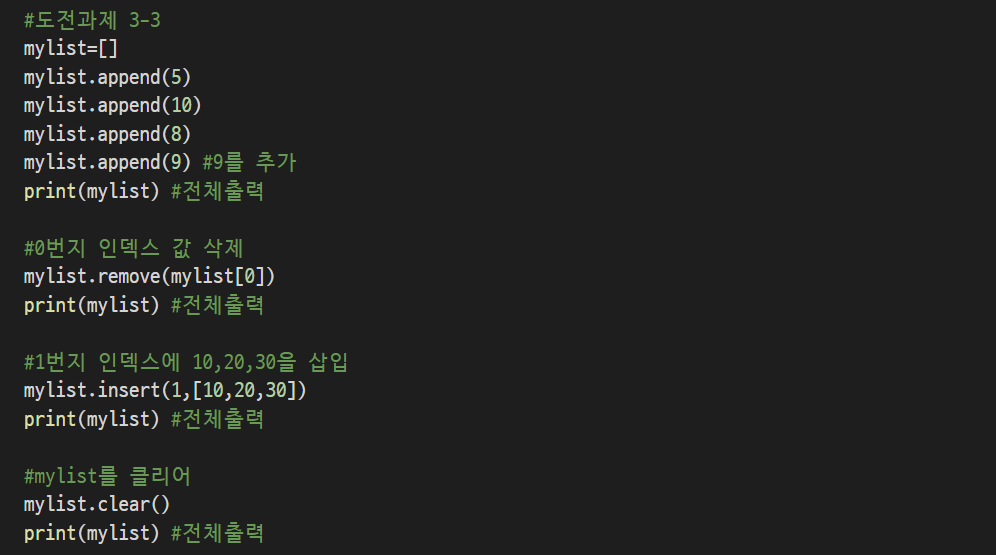 #도전과제 3-3
mylist=[]
mylist.append(5)
mylist.append(10)
mylist.append(8)
mylist.append(9) #9를 추가
print(mylist) #전체출력
#0번지 인덱스 값 삭제
mylist.remove(mylist[0])
print(mylist) #전체출력
#1번지 인덱스에 10,20,30을 삽입
mylist.insert(1,[10,20,30])
print(mylist) #전체출력
#mylist를 클리어
mylist.clear()
print(mylist) #전체출력